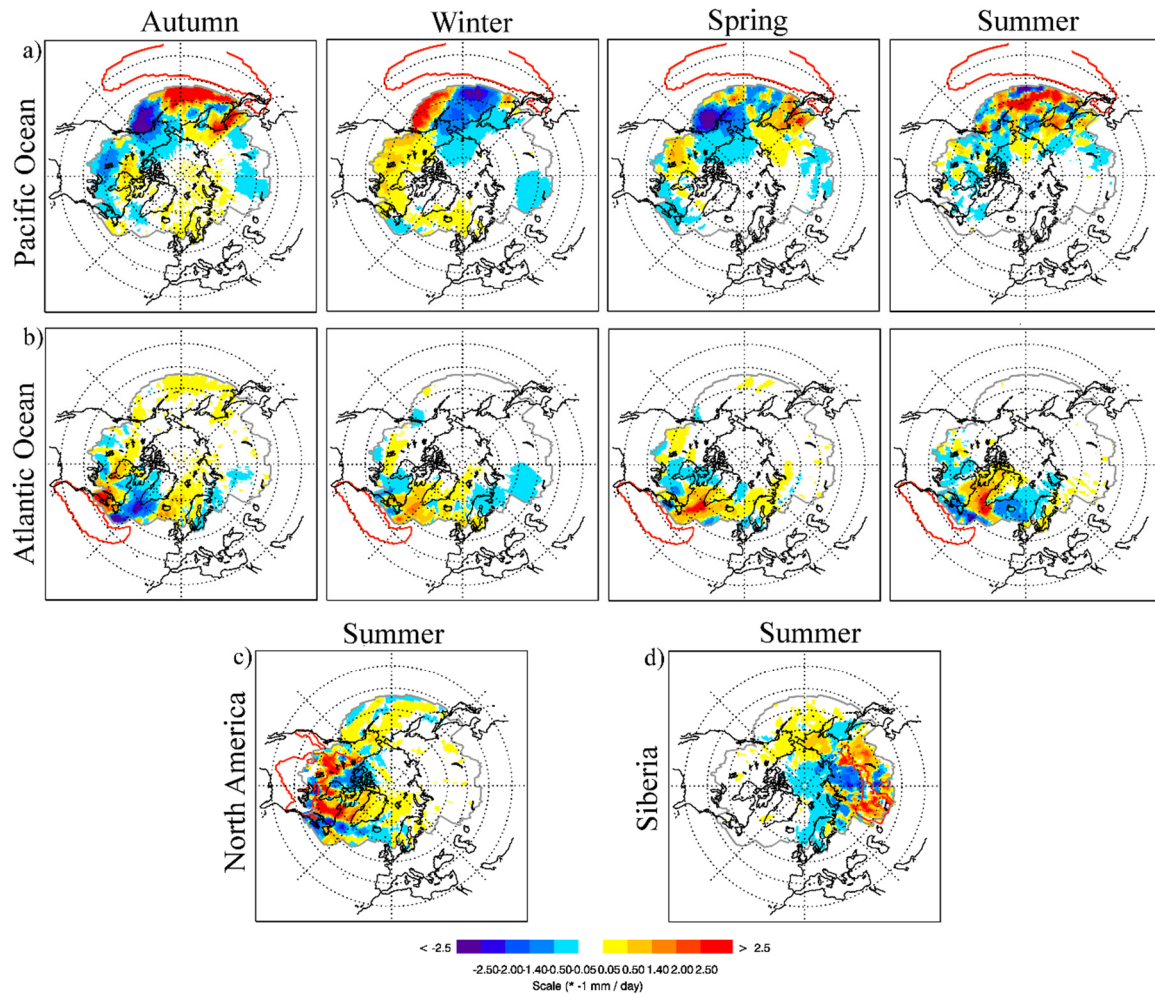 Autumn Winter Spring Summer
a)
Pacific Ocean
b)
Atlantic Ocean
Summer Summer
c) d)
North America
Siberia
< -2.5 > 2.5
-2.50-2.00-1.40-0.50-0.05 0.05 0.50 1.40 2.00 2.50
Scale (* -1 mm / day)